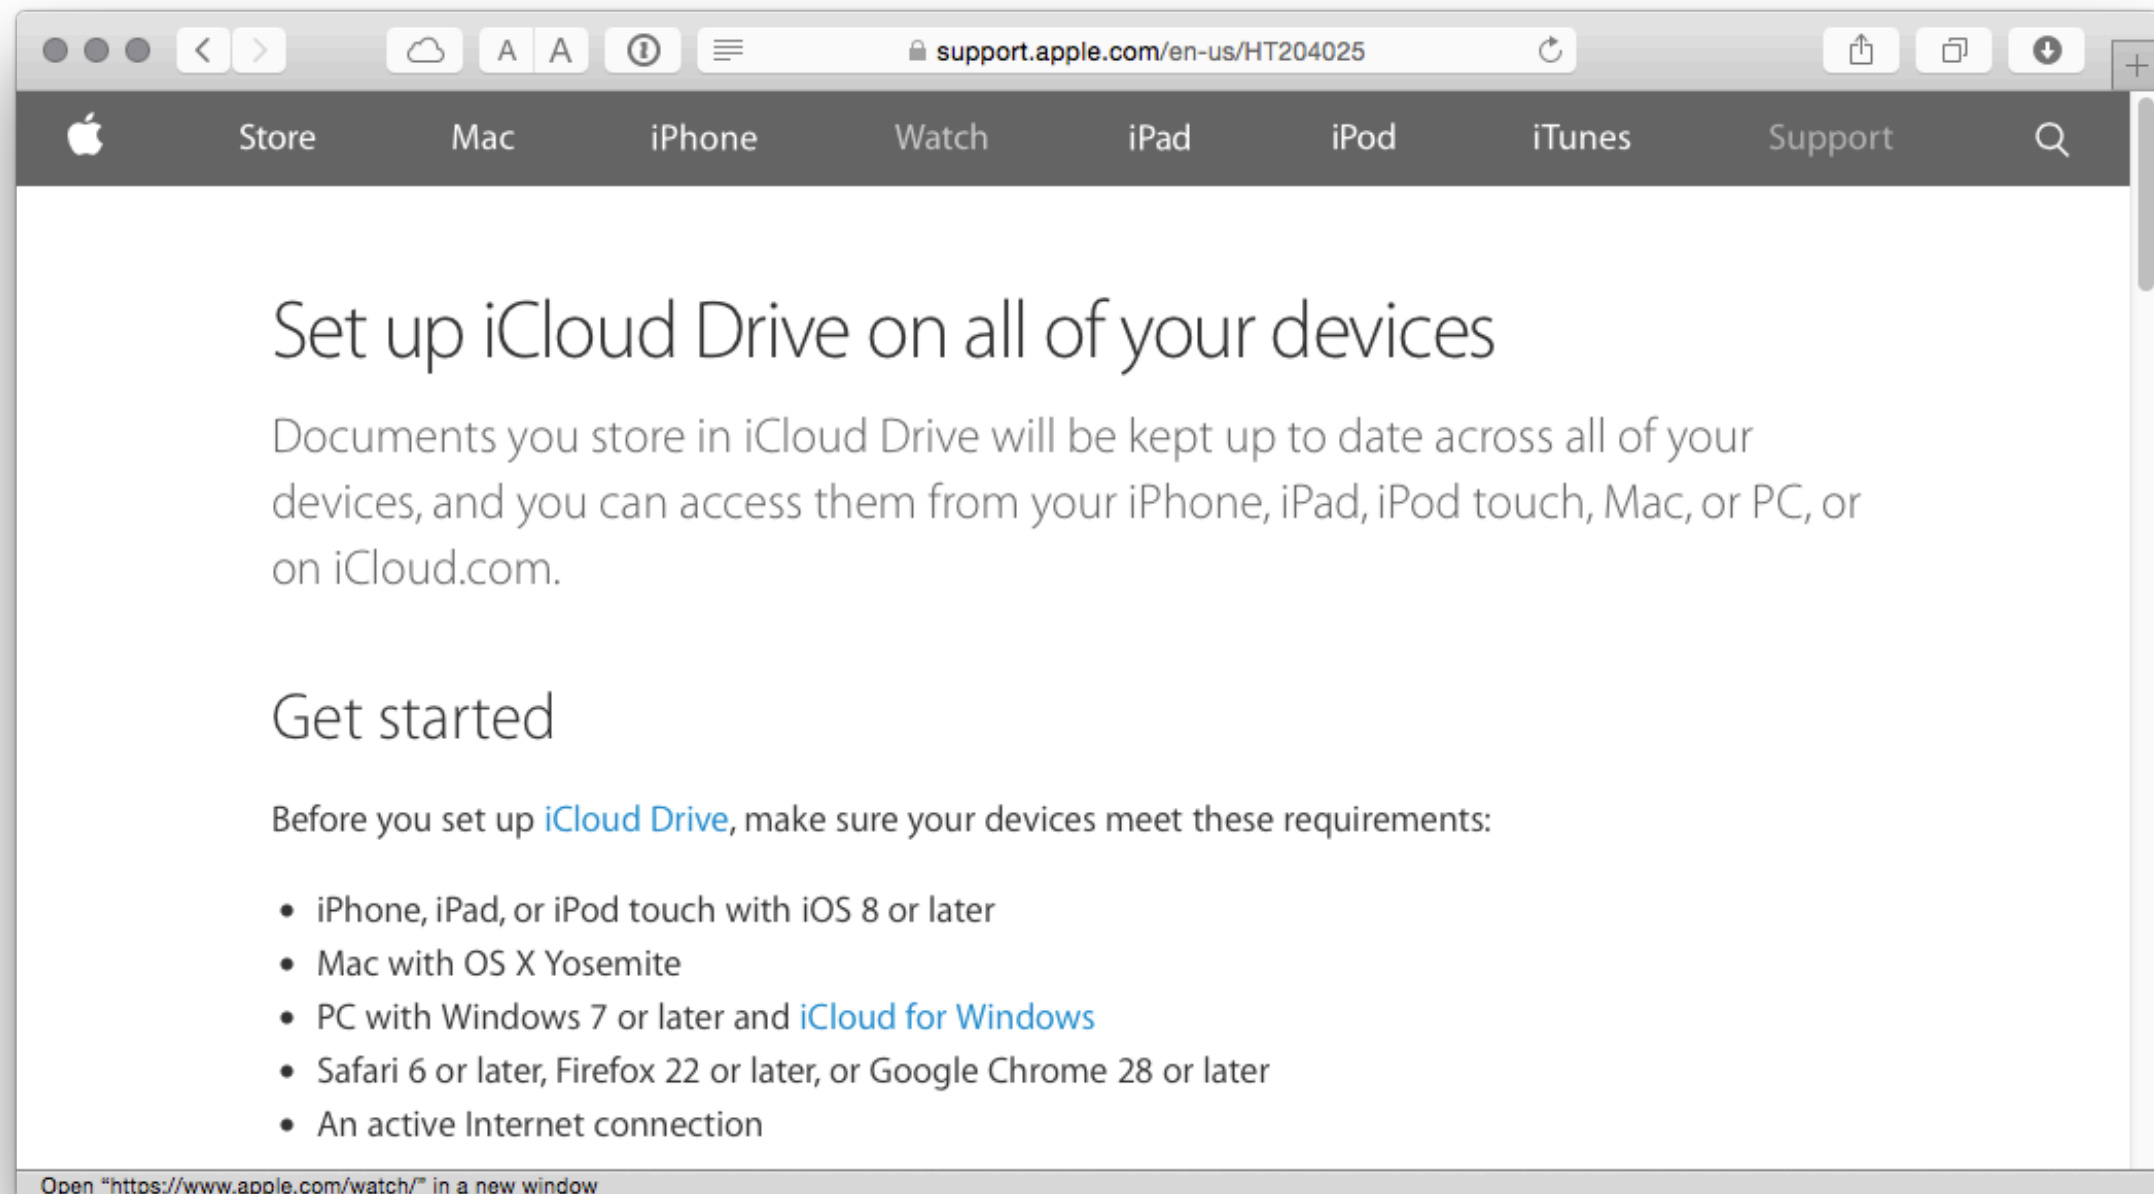 A A support.apple.com/en-us/HT204025
Store Mac iPhone Watch iPad iPod iTunes Support
Set up iCloud Drive on all of your devices
Documents you store in iCloud Drive will be kept up to date across all of your
devices, and you can access them from your iPhone, iPad, iPod touch, Mac, or PC, or
on iCloud.com.
Get started
Before you set up iCloud Drive, make sure your devices meet these requirements:
• iPhone, iPad, or iPod touch with iOS 8 or later
• Mac with OS X Yosemite
• PC with Windows 7 or later and iCloud for Windows
• Safari 6 or later, Firefox 22 or later, or Google Chrome 28 or later
• An active Internet connection
Open “https://www.apple.com/watch/” in a new window